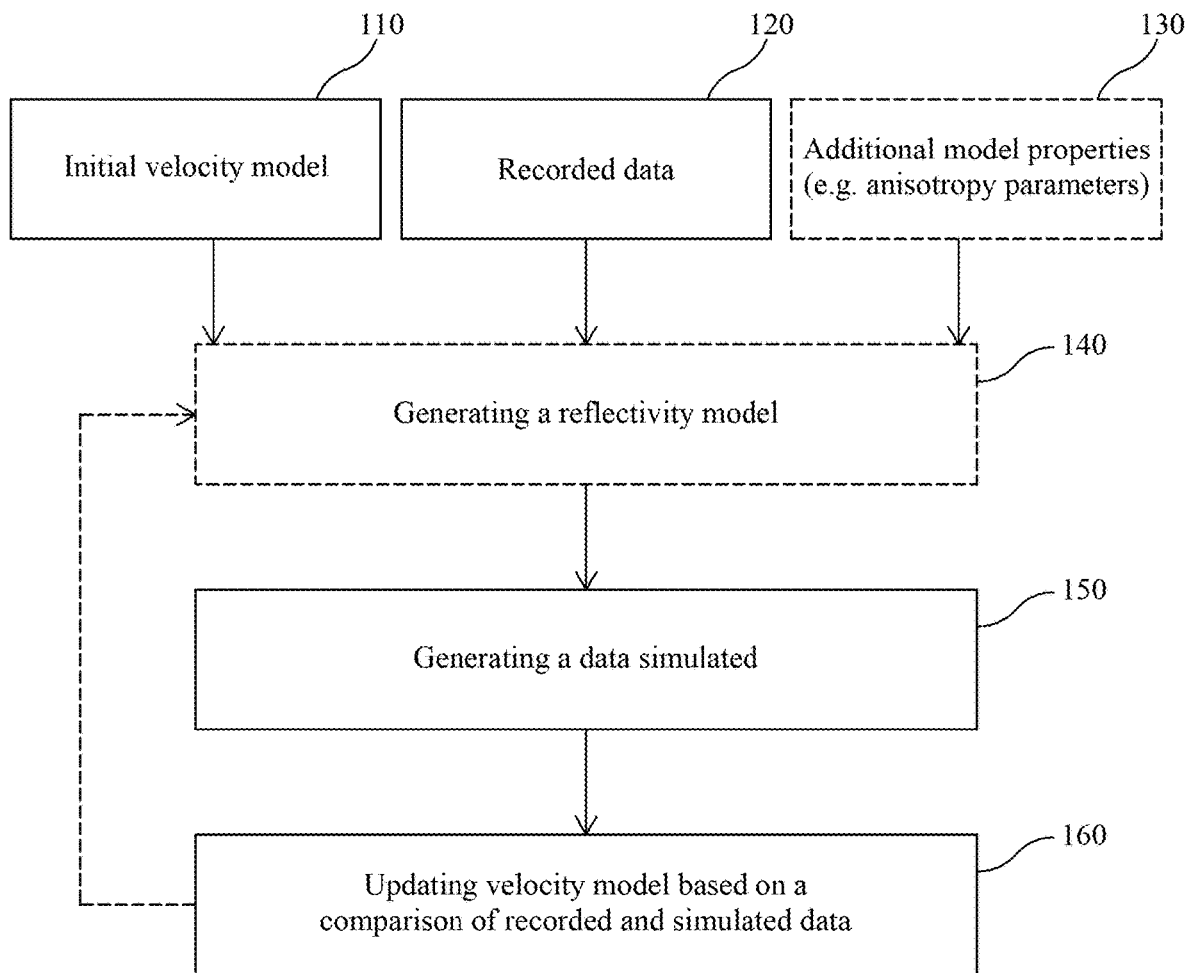 110
120
130
Initial velocity model
Recorded data
Additional model properties
(e.g. anisotropy parameters)
140
Generating a reflectivity model
150
Generating a data simulated
160
Updating velocity model based on a
comparison of recorded and simulated data